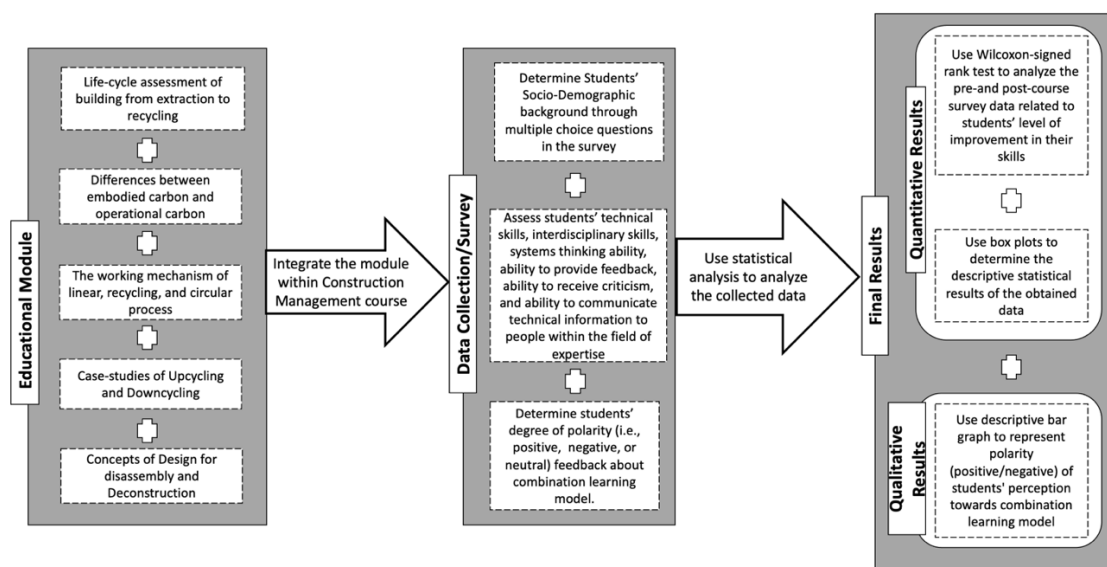 Educational Module
Life-cycle assessment of
building from extraction to
recycling
Differences between
embodied carbon and
operational carbon
The working mechanism of
linear, recycling, and circular
process
Case-studies of Upcycling
and Downcycling
Concepts of Design for
disassembly and
Deconstruction
Integrate the module
within Construction
Management course
Data Collection/Survey
Determine Students’
Socio-Demographic
background through
multiple choice questions
in the survey
Assess students’ technical
skills, interdisciplinary skills,
systems thinking ability,
ability to provide feedback,
ability to receive criticism,
and ability to communicate
technical information to
people within the field of
expertise
Determine students’
degree of polarity (i.e.,
positive, negative, or
neutral) feedback about
combination learning
model.
Use statistical
analysis to analyze
the collected data
Final Results
Quantitative Results
Use Wilcoxon-signed
rank test to analyze the
pre-and post-course
survey data related to
students’ level of
improvement in their
skills
Use box plots to
determine the
descriptive statistical
results of the obtained
data
Qualitative
Results
Use descriptive bar
graph to represent
polarity
(positive/negative) of
students' perception
towards combination
learning model